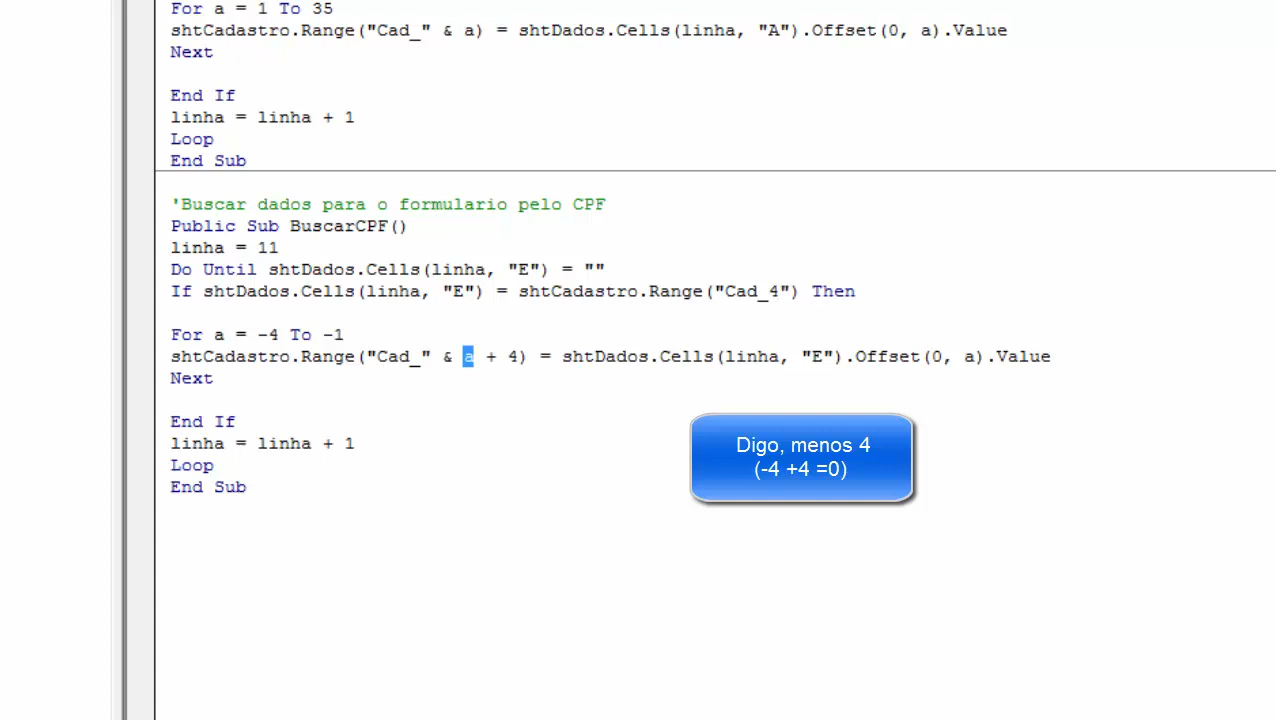 For a = 1 To 35
shtCadastro.Range("Cad_" & a) = shtDados.Cells(linha, "A").Offset(0, a).Value
Next
End If
linha = linha + 1
Loop
End Sub
'Buscar dados para o formulario pelo CPF
Public Sub BuscarCPF()
linha = 11
Do Until shtDados.Cells(linha, "E") = ""
If shtDados.Cells(linha, "E") = shtCadastro.Range("Cad_4") Then
For a = -4 To -1
shtCadastro.Range("Cad_" & a + 4) = shtDados.Cells(linha, "E").Offset(0, a).Value
Next
End If
linha = linha + 1
Loop
End Sub
Digo, menos 4
(-4 +4 =0)